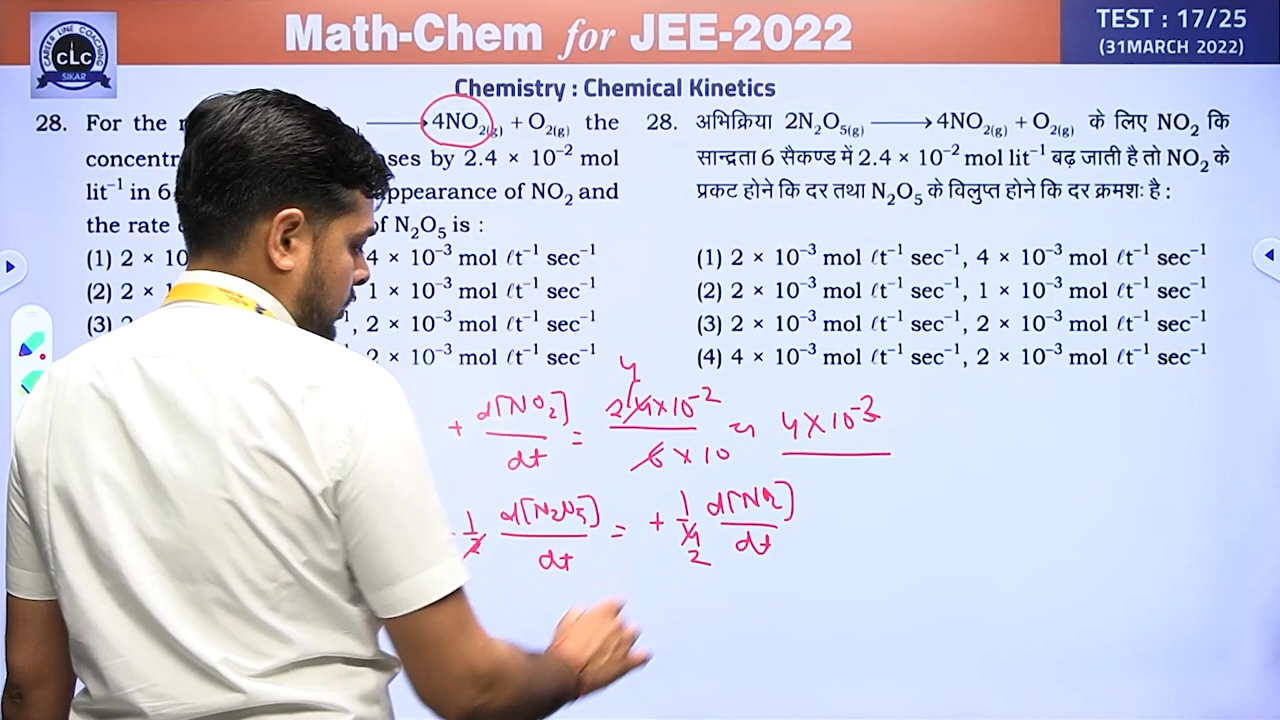 Math-Chem for JEE-2022
TEST : 17/25
(31MARCH 2022)
CAREER LINE COACHING
CLC
SIKAR
Chemistry : Chemical Kinetics
28. For the
⟶4NO₂₍g₎ + O₂₍g₎ the
concentr
ses by 2.4 × 10⁻² mol
lit⁻¹ in 6
ppearance of NO₂ and
the rate
of N₂O₅ is :
(1) 2 × 10
4 × 10⁻³ mol ℓt⁻¹ sec⁻¹
(2) 2 ×
1 × 10⁻³ mol ℓt⁻¹ sec⁻¹
(3)
, 2 × 10⁻³ mol ℓt⁻¹ sec⁻¹
2 × 10⁻³ mol ℓt⁻¹ sec⁻¹
28. अभिक्रिया 2N₂O₅₍g₎ ⟶ 4NO₂₍g₎ + O₂₍g₎ के लिए NO₂ कि
सान्द्रता 6 सैकण्ड में 2.4 × 10⁻² mol lit⁻¹ बढ़ जाती है तो NO₂ के
प्रकट होने कि दर तथा N₂O₅ के विलुप्त होने कि दर क्रमशः है :
(1) 2 × 10⁻³ mol ℓt⁻¹ sec⁻¹, 4 × 10⁻³ mol ℓt⁻¹ sec⁻¹
(2) 2 × 10⁻³ mol ℓt⁻¹ sec⁻¹, 1 × 10⁻³ mol ℓt⁻¹ sec⁻¹
(3) 2 × 10⁻³ mol ℓt⁻¹ sec⁻¹, 2 × 10⁻³ mol ℓt⁻¹ sec⁻¹
(4) 4 × 10⁻³ mol ℓt⁻¹ sec⁻¹, 2 × 10⁻³ mol ℓt⁻¹ sec⁻¹
4
+ d[NO₂]/dt = 2.4×10⁻²/6×10 = 4×10⁻³
1/2 d[N₂O₅]/dt = + 1/4 d[NO₂]/dt
2